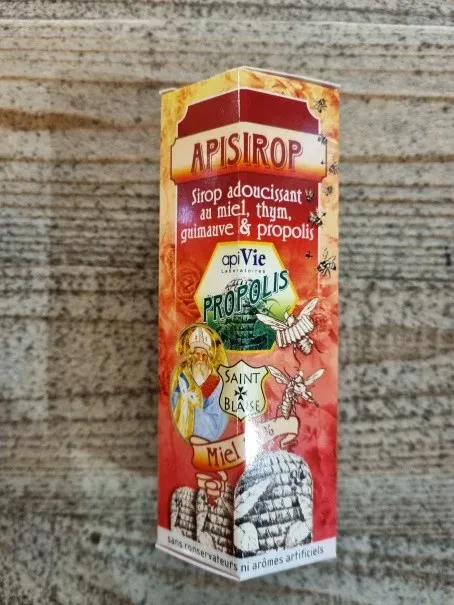 APISIROP
Sirop adoucissant
au miel, thym,
guimauve & propolis
apiVie
Laboratoires
PROPOLIS
SAINT
BLAISE
Miel
%
sans conservateurs ni arômes artificiels